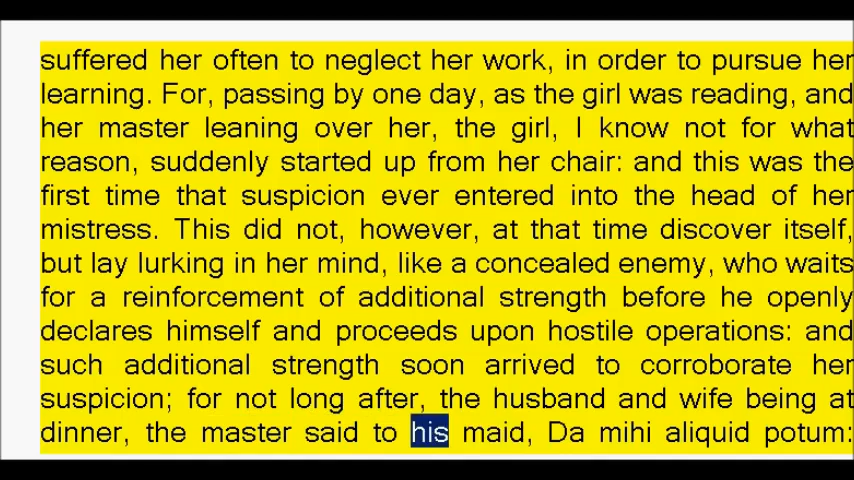 suffered her often to neglect her work, in order to pursue her
learning. For, passing by one day, as the girl was reading, and
her master leaning over her, the girl, I know not for what
reason, suddenly started up from her chair: and this was the
first time that suspicion ever entered into the head of her
mistress. This did not, however, at that time discover itself,
but lay lurking in her mind, like a concealed enemy, who waits
for a reinforcement of additional strength before he openly
declares himself and proceeds upon hostile operations: and
such additional strength soon arrived to corroborate her
suspicion; for not long after, the husband and wife being at
dinner, the master said to his maid, Da mihi aliquid potum: